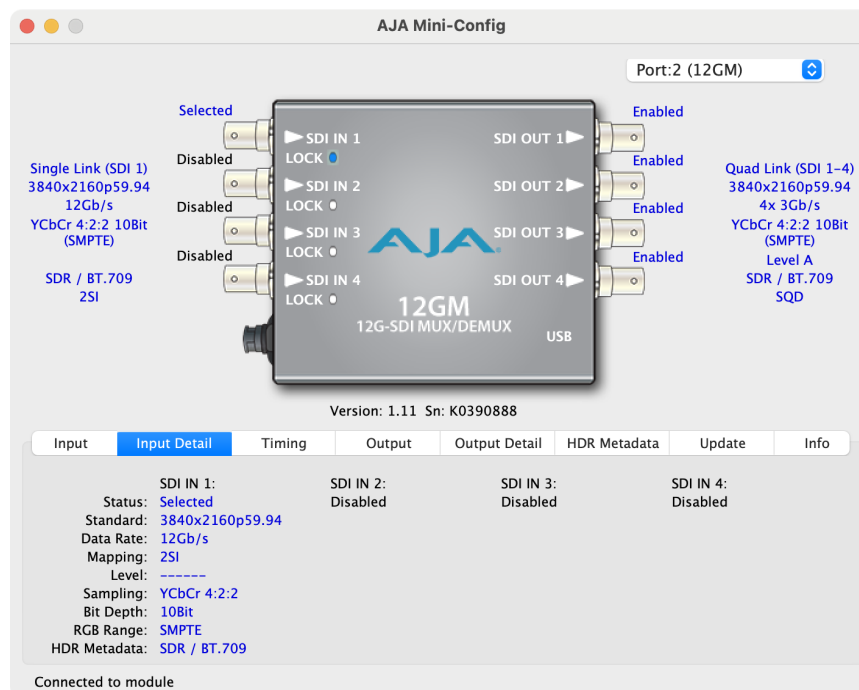 AJA Mini-Config
Port:2 (12GM)
Selected
Disabled
Disabled
Disabled
Single Link (SDI 1)
3840x2160p59.94
12Gb/s
YCbCr 4:2:2 10Bit
(SMPTE)
SDR / BT.709
2SI
SDI IN 1
LOCK
SDI IN 2
LOCK
SDI IN 3
LOCK
SDI IN 4
LOCK
AJA
12GM
12G-SDI MUX/DEMUX
USB
SDI OUT 1
SDI OUT 2
SDI OUT 3
SDI OUT 4
Enabled
Enabled
Enabled
Enabled
Quad Link (SDI 1-4)
3840x2160p59.94
4x 3Gb/s
YCbCr 4:2:2 10Bit
(SMPTE)
Level A
SDR / BT.709
SQD
Version: 1.11 Sn: K0390888
Input Input Detail Timing Output Output Detail HDR Metadata Update Info
SDI IN 1: SDI IN 2: SDI IN 3: SDI IN 4:
Status: Selected Disabled Disabled Disabled
Standard: 3840x2160p59.94
Data Rate: 12Gb/s
Mapping: 2SI
Level: ------
Sampling: YCbCr 4:2:2
Bit Depth: 10Bit
RGB Range: SMPTE
HDR Metadata: SDR / BT.709
Connected to module